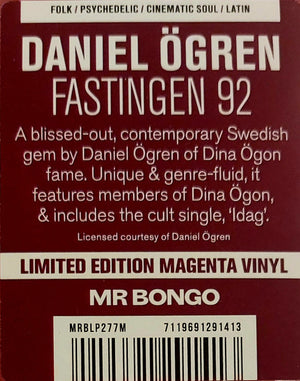 FOLK / PSYCHEDELIC / CINEMATIC SOUL / LATIN
DANIEL ÖGREN
FASTINGEN 92
A blissed-out, contemporary Swedish
gem by Daniel Ögren of Dina Ögon
fame. Unique & genre-fluid, it
features members of Dina Ögon,
& includes the cult single, 'Idag'.
Licensed courtesy of Daniel Ögren
LIMITED EDITION MAGENTA VINYL
MR BONGO
MRBLP277M 7119691291413